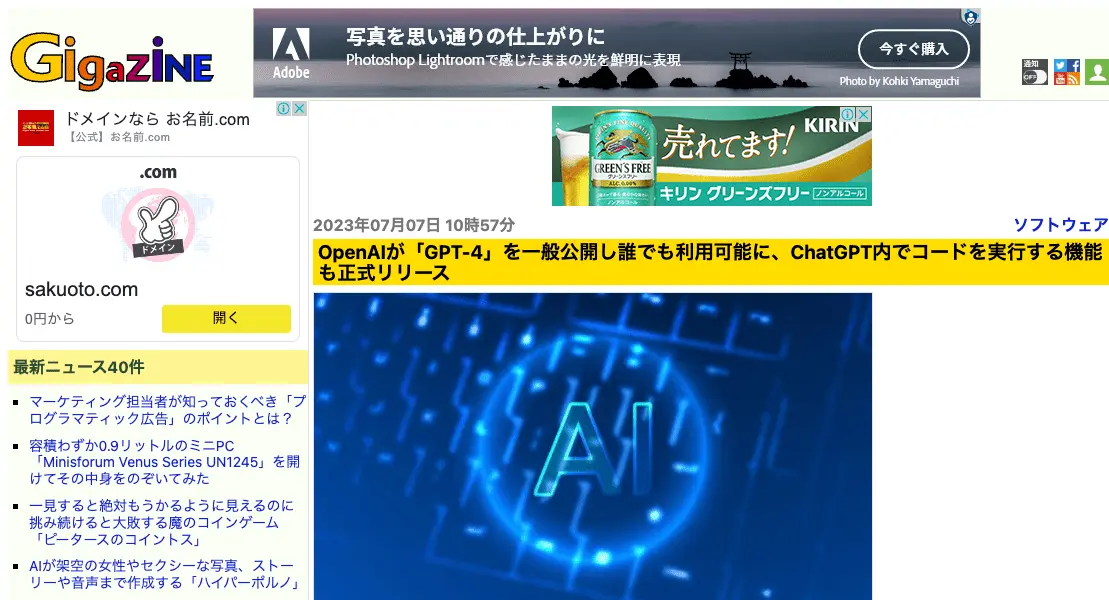 GigaZiNE
Adobe
写真を思い通りの仕上がりに
Photoshop Lightroomで感じたままの光を鮮明に表現
今すぐ購入
Photo by Kohki Yamaguchi
通知
OFF
ドメインなら お名前.com
【公式】お名前.com
.com
ドメイン
sakuoto.com
0円から
開く
最新ニュース40件
マーケティング担当者が知っておくべき「プ
ログラマティック広告」のポイントとは？
容積わずか0.9リットルのミニPC
「Minisforum Venus Series UN1245」を開
けてその中身をのぞいてみた
一見すると絶対もうかるように見えるのに
挑み続けると大敗する魔のコインゲーム
「ピータースのコイントス」
AIが架空の女性やセクシーな写真、ストー
リーや音声まで作成する「ハイパーポルノ」
GREEN'S FREE
グリーンズフリー
ALC. 0.00%
売れてます!
KIRIN
キリン グリーンズフリー
ノンアルコール
2023年07月07日 10時57分
ソフトウェア
OpenAIが「GPT-4」を一般公開し誰でも利用可能に、ChatGPT内でコードを実行する機能
も正式リリース
AI